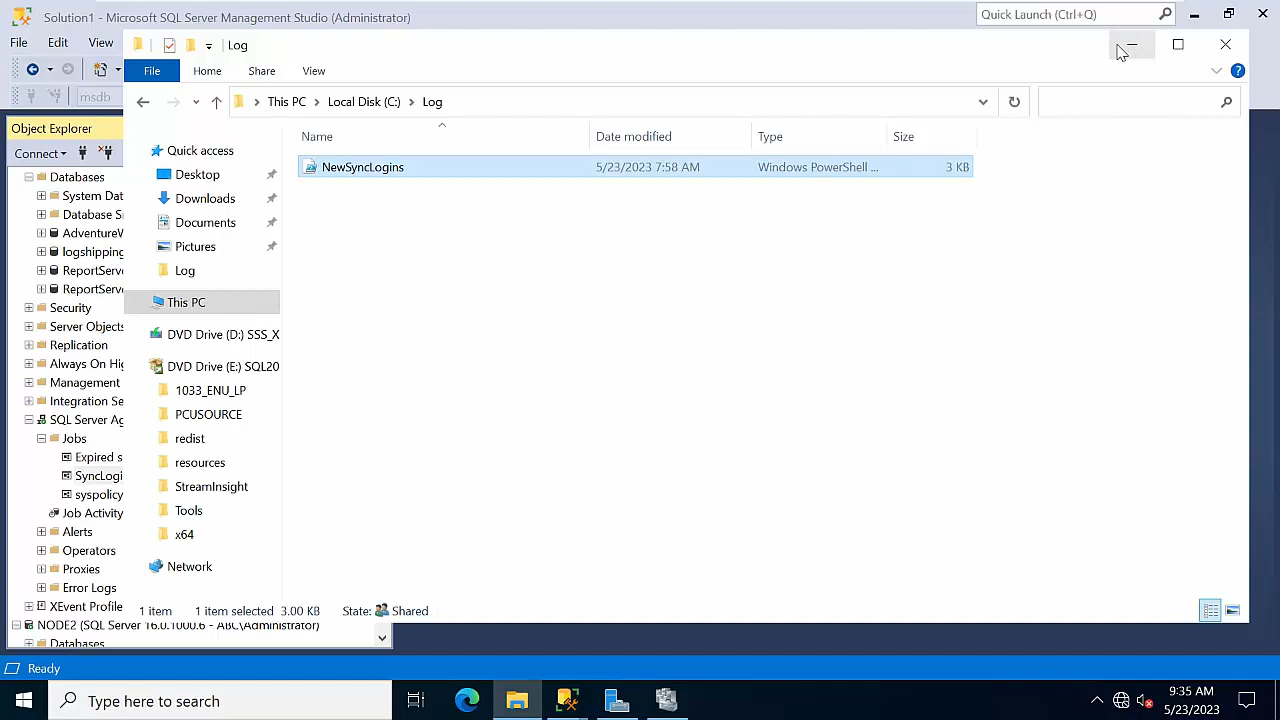 Solution1 - Microsoft SQL Server Management Studio (Administrator)
Quick Launch (Ctrl+Q)
File Edit View
msdb
Object Explorer
Connect
Databases
System Dat
Database S
AdventureW
logshipping
ReportServe
ReportServe
Security
Server Objects
Replication
Always On Hig
Management
Integration Se
SQL Server Ag
Jobs
Expired s
SyncLogi
syspolicy
Job Activity
Alerts
Operators
Proxies
Error Logs
XEvent Profile
NODE2 (SQL Server 16.0.1000.6 - ABC\Administrator)
Databases
Ready
Log
File Home Share View
This PC > Local Disk (C:) > Log
Name Date modified Type Size
NewSyncLogins 5/23/2023 7:58 AM Windows PowerShell ... 3 KB
Quick access
Desktop
Downloads
Documents
Pictures
Log
This PC
DVD Drive (D:) SSS_X
DVD Drive (E:) SQL20
1033_ENU_LP
PCUSOURCE
redist
resources
StreamInsight
Tools
x64
Network
1 item 1 item selected 3.00 KB State: Shared
Type here to search
9:35 AM
5/23/2023